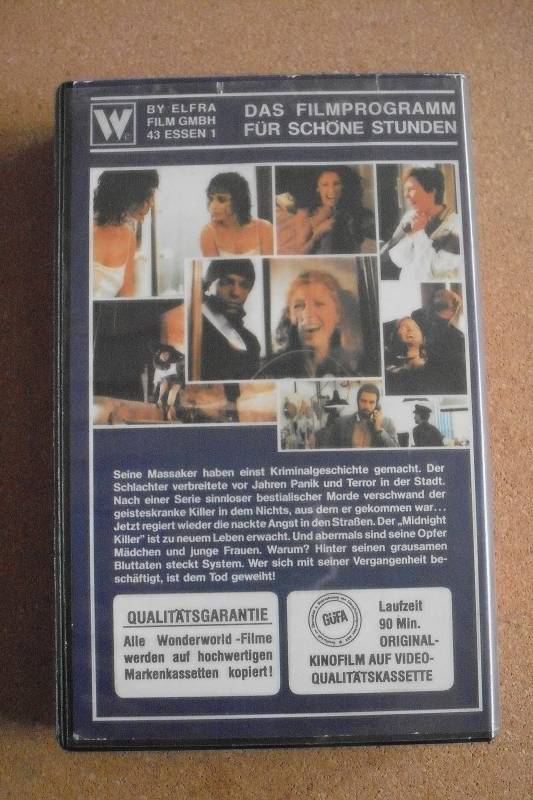 W
BY ELFRA
FILM GMBH
43 ESSEN 1
DAS FILMPROGRAMM
FÜR SCHÖNE STUNDEN
Seine Massaker haben einst Kriminalgeschichte gemacht. Der
Schlachter verbreitete vor Jahren Panik und Terror in der Stadt.
Nach einer Serie sinnloser bestialischer Morde verschwand der
geisteskranke Killer in dem Nichts, aus dem er gekommen war...
Jetzt regiert wieder die nackte Angst in den Straßen. Der „Midnight
Killer" ist zu neuem Leben erwacht. Und abermals sind seine Opfer
Mädchen und junge Frauen. Warum? Hinter seinen grausamen
Bluttaten steckt System. Wer sich mit seiner Vergangenheit be-
schäftigt, ist dem Tod geweiht!
QUALITÄTSGARANTIE
Alle Wonderworld-Filme
werden auf hochwertigen
Markenkassetten kopiert!
GÜFA
Laufzeit
90 Min.
ORIGINAL-
KINOFILM AUF VIDEO-
QUALITÄTSKASSETTE